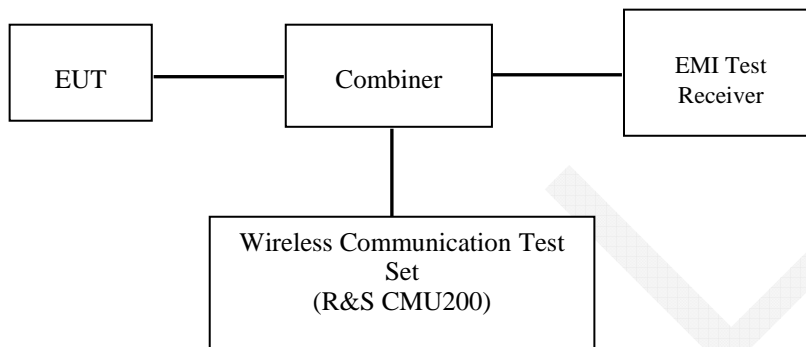 EUT
Combiner
EMI Test
Receiver
Wireless Communication Test
Set
(R&S CMU200)